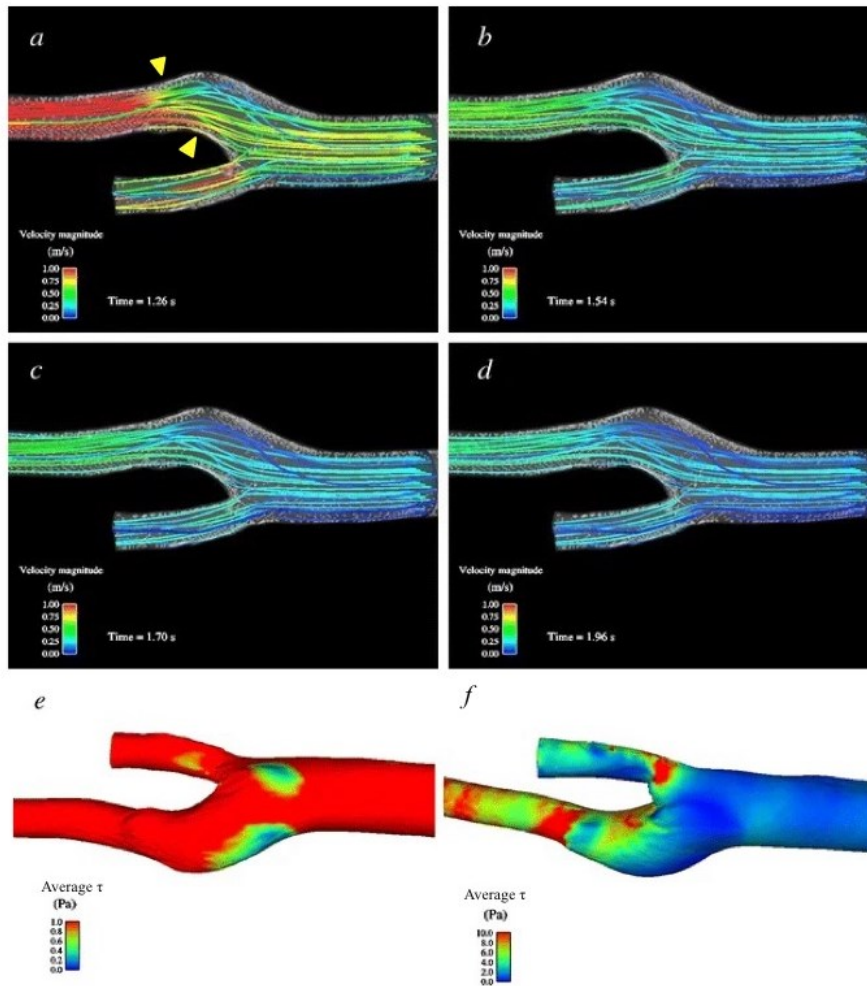 a
Velocity magnitude
(m/s)
1.00
0.75
0.50
0.25
0.00
Time = 1.26 s
b
Velocity magnitude
(m/s)
1.00
0.75
0.50
0.25
0.00
Time = 1.54 s
c
Velocity magnitude
(m/s)
1.00
0.75
0.50
0.25
0.00
Time = 1.70 s
d
Velocity magnitude
(m/s)
1.00
0.75
0.50
0.25
0.00
Time = 1.96 s
e
Average τ
(Pa)
1.0
0.8
0.6
0.4
0.2
0.0
f
Average τ
(Pa)
10.0
8.0
6.0
4.0
2.0
0.0